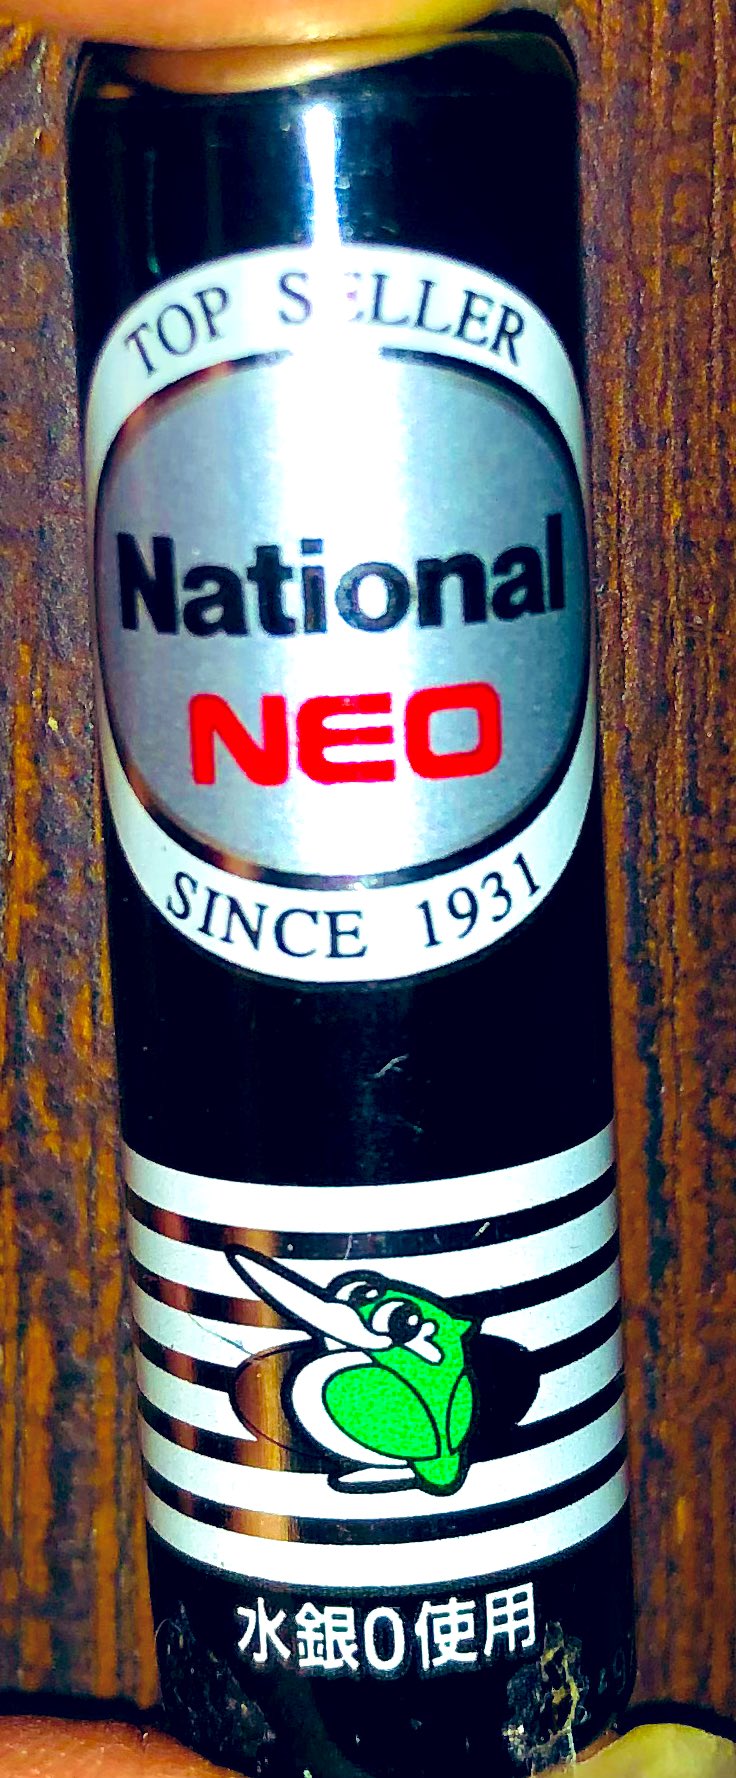 TOP SELLER
National
NEO
SINCE 1931
水銀0使用